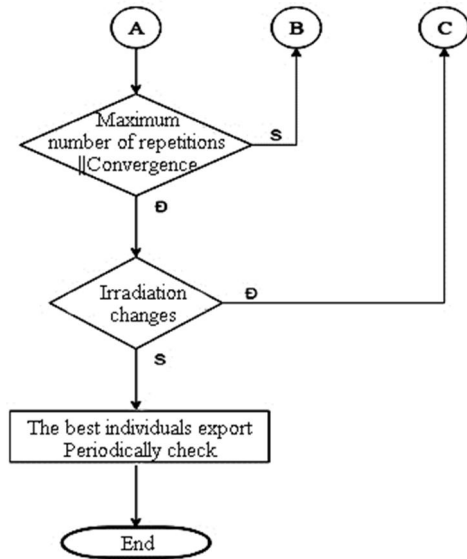 A
B
C
Maximum
number of repetitions
||Convergence
S
Đ
Irradiation
changes
Đ
S
The best individuals export
Periodically check
End